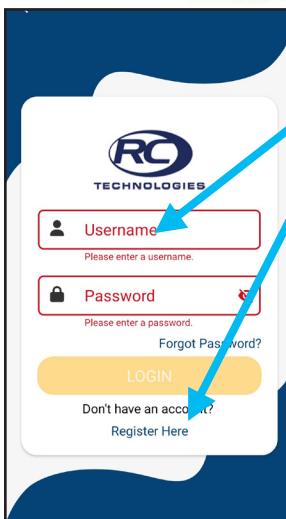 RC
TECHNOLOGIES
Username
Please enter a username.
Password
Please enter a password.
Forgot Password?
LOGIN
Don't have an account?
Register Here